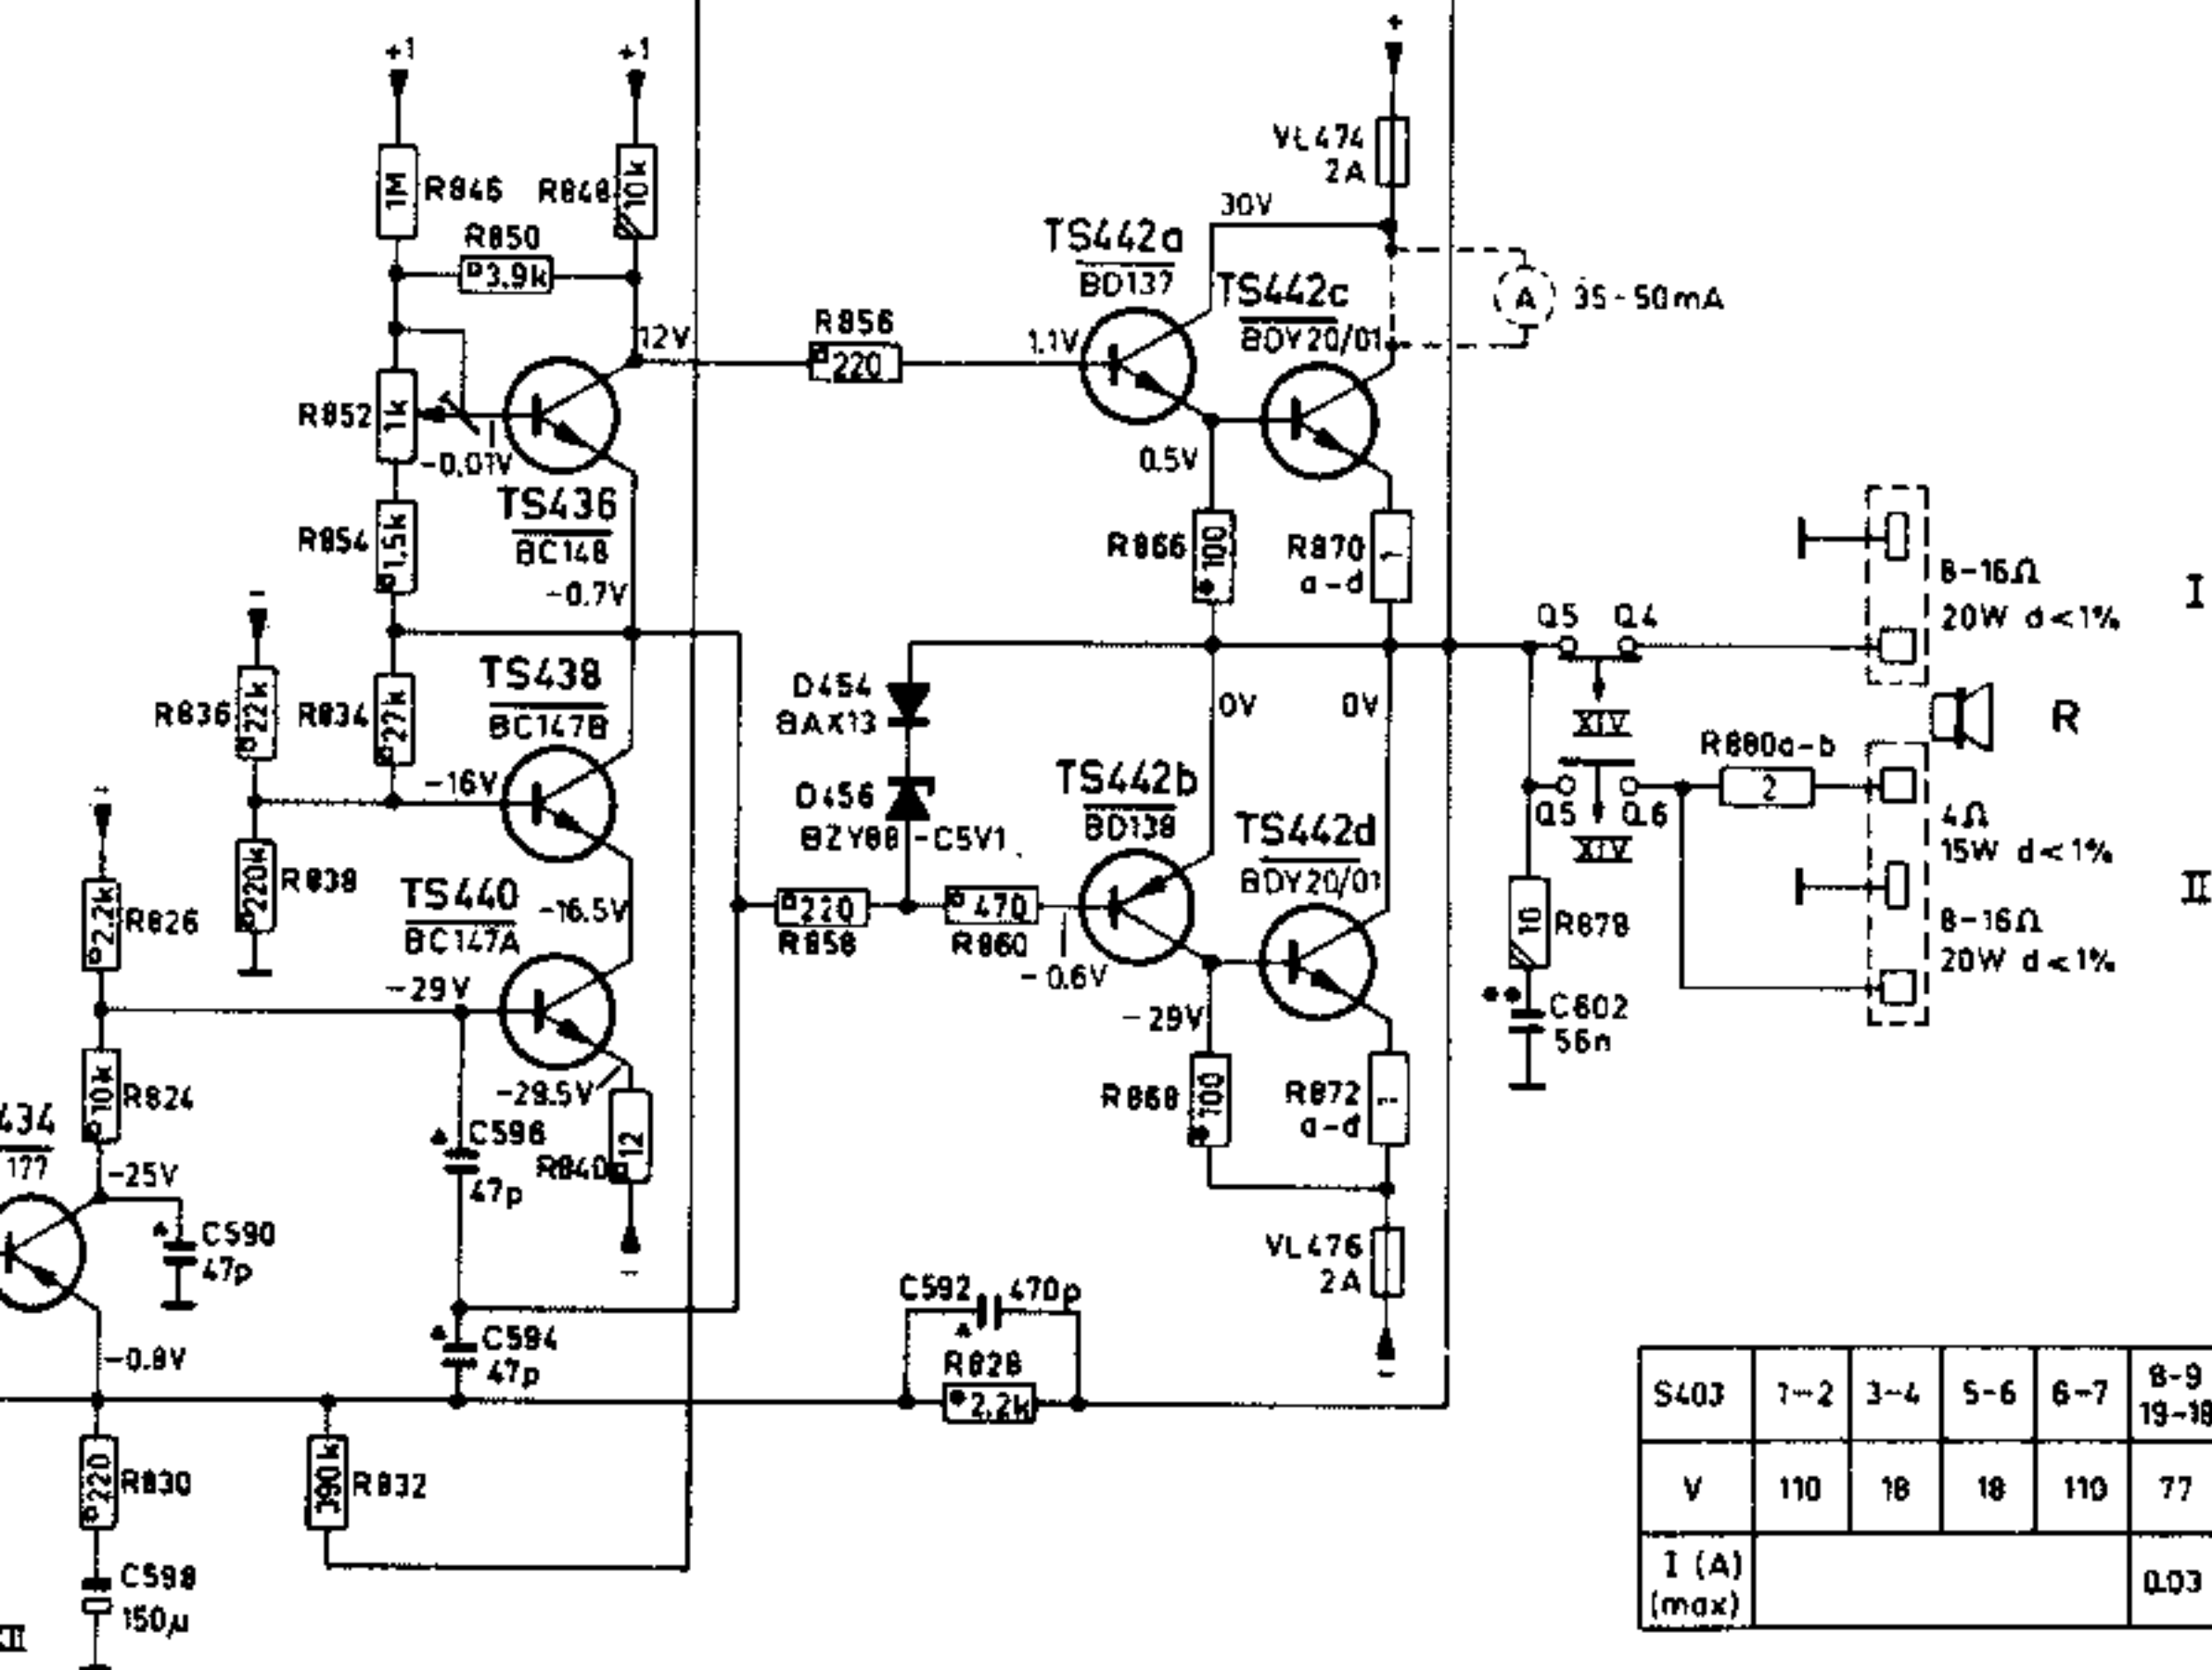 +1
+1
+
1M
R846
R848
10k
R850
3.9k
VL474
2A
30V
TS442a
BD137
TS442c
BDY20/01
A
35-50mA
12V
R856
220
1.1V
R852
1k
-0,01V
TS436
BC148
0.5V
R854
1,5k
-0.7V
R866
100
R870
a-d
1
8-16Ω
20W d<1%
I
Q5
Q4
-
R836
22k
R834
27k
TS438
BC147B
D454
BAX13
0V
0V
XIV
R
R880a-b
2
-16V
D456
BZY88-C5V1
TS442b
BD138
TS442d
BDY20/01
Q5
Q6
XIV
4Ω
15W d<1%
-
220k
R838
TS440
BC147A
-16.5V
R826
2.2k
220
R858
470
R860
-0.6V
R878
8-16Ω
20W d<1%
II
-29V
-29V
C602
56n
10k
R824
-29.5V
R868
100
R872
a-d
1
434
177
-25V
C596
47p
R840
12
C590
47p
-
VL476
2A
C592
470p
C594
47p
-0.8V
R828
2,2k
-
220
R830
390k
R832
C598
150µ
S403 1-2 3-4 5-6 6-7 8-9
19-18
V 110 18 18 110 77
I (A)
(max)
0.03